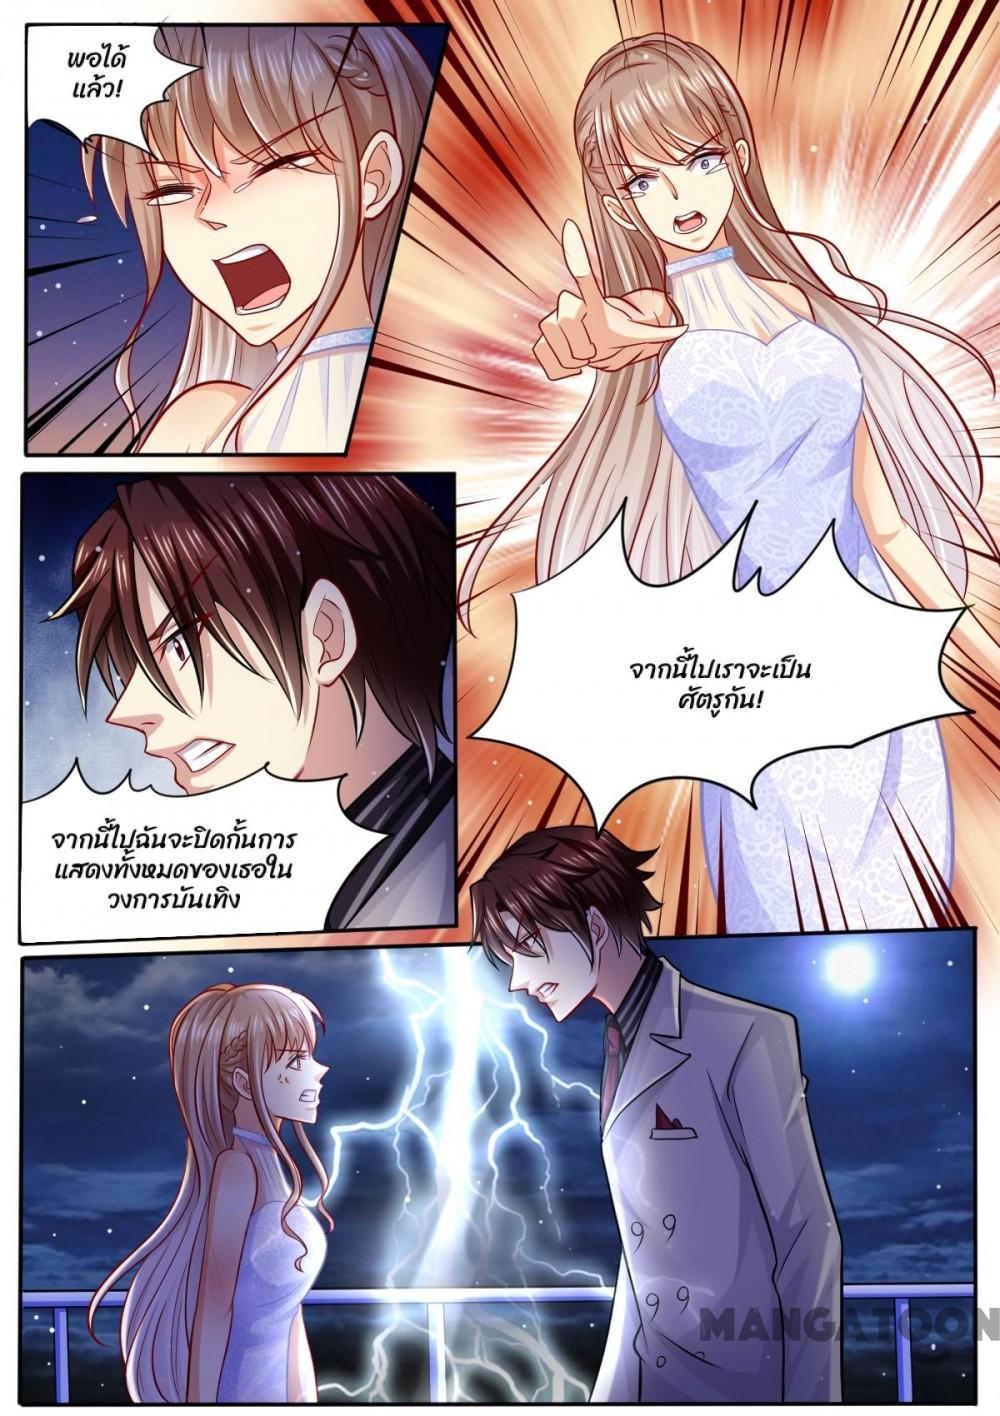 พอได้
แล้ว!
จากนี้ไปเราจะเป็น
ศัตรูกัน!
จากนี้ไปฉันจะปิดกั้นการ
แสดงทั้งหมดของเธอใน
วงการบันเทิง
MANGATOON